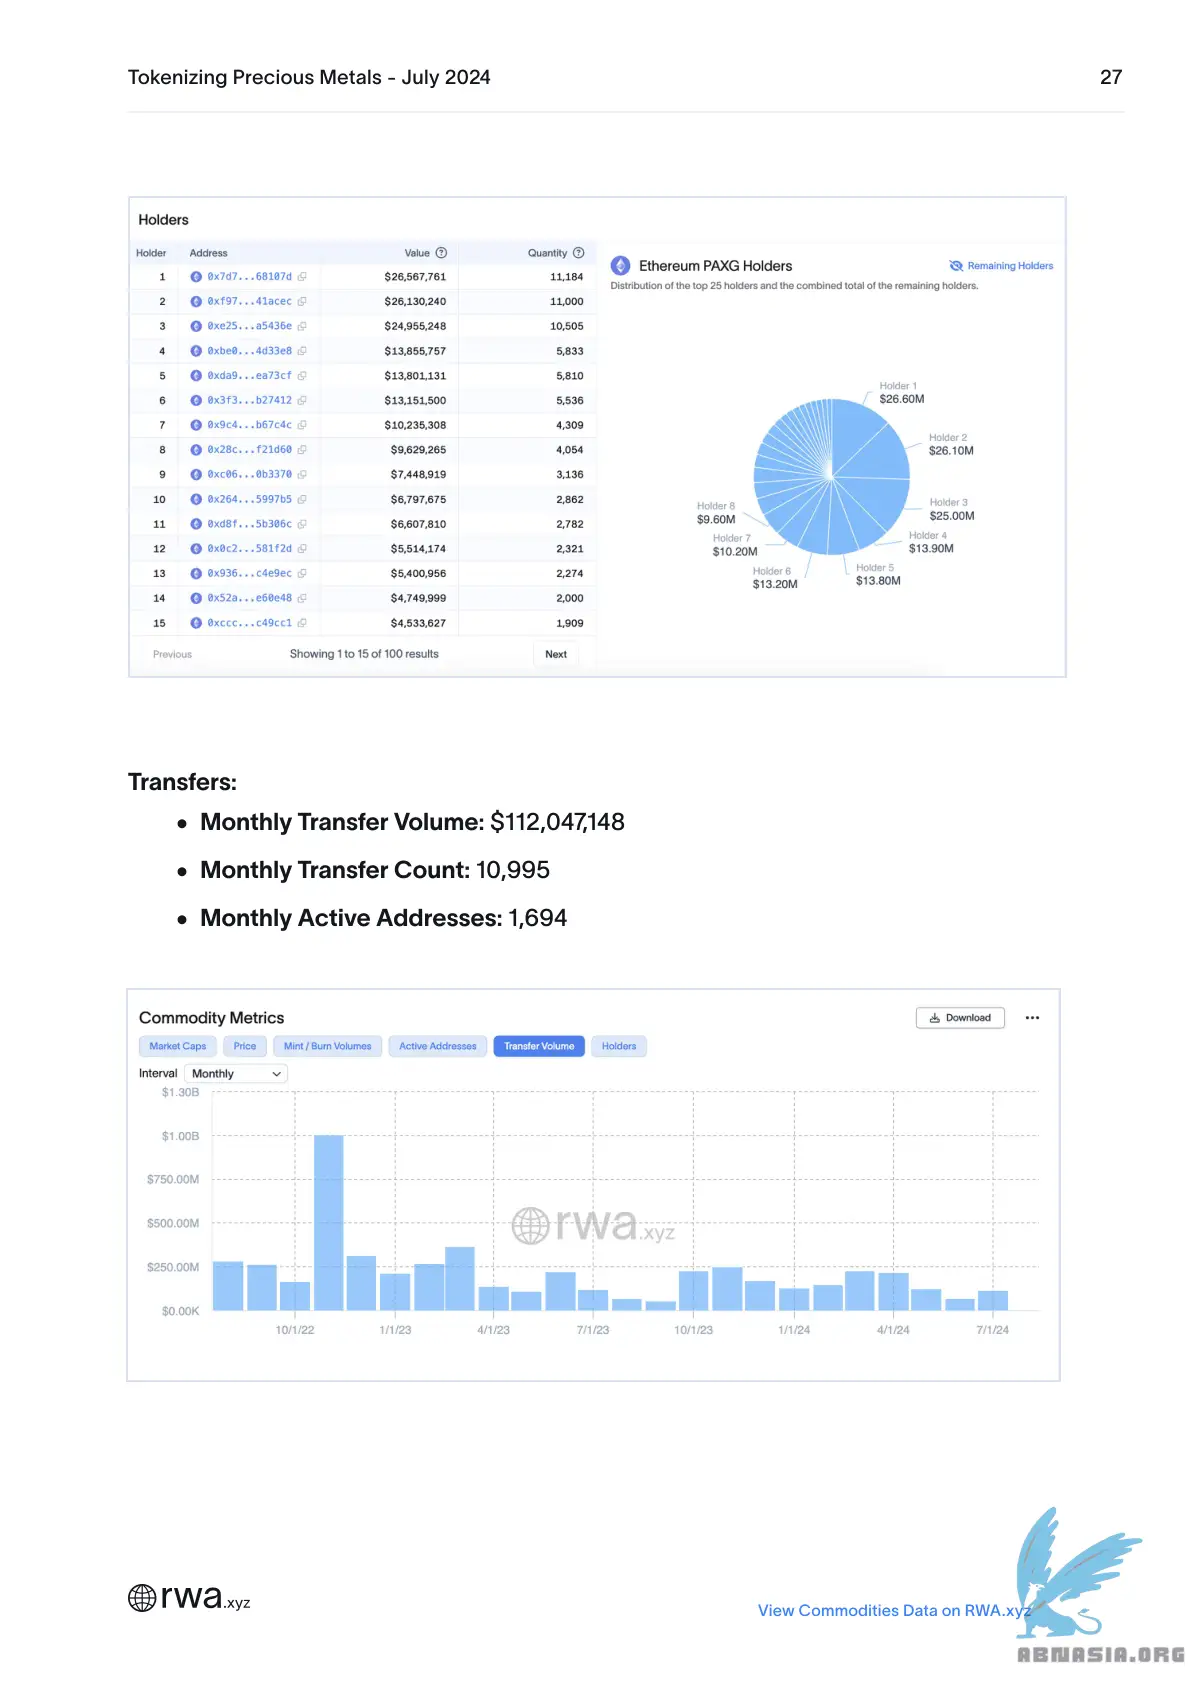 Tokenizing Precious Metals - July 2024 27
Holders
Holder Address Value Quantity
1 0x7d7...68107d $26,567,761 11,184
2 0xf97...41acec $26,130,240 11,000
3 0xe25...a5436e $24,955,248 10,505
4 0xbe0...4d33e8 $13,855,757 5,833
5 0xda9...ea73cf $13,801,131 5,810
6 0x3f3...b27412 $13,151,500 5,536
7 0x9c4...b67c4c $10,235,308 4,309
8 0x28c...f21d60 $9,629,265 4,054
9 0xc06...0b3370 $7,448,919 3,136
10 0x264...5997b5 $6,797,675 2,862
11 0xd8f...5b306c $6,607,810 2,782
12 0x0c2...581f2d $5,514,174 2,321
13 0x936...c4e9ec $5,400,956 2,274
14 0x52a...e60e48 $4,749,999 2,000
15 0xccc...c49cc1 $4,533,627 1,909
Previous Showing 1 to 15 of 100 results Next
Ethereum PAXG Holders Remaining Holders
Distribution of the top 25 holders and the combined total of the remaining holders.
Holder 1
$26.60M
Holder 2
$26.10M
Holder 3
$25.00M
Holder 4
$13.90M
Holder 5
$13.80M
Holder 6
$13.20M
Holder 7
$10.20M
Holder 8
$9.60M
Transfers:
• Monthly Transfer Volume: $112,047,148
• Monthly Transfer Count: 10,995
• Monthly Active Addresses: 1,694
Commodity Metrics Download
Market Caps Price Mint / Burn Volumes Active Addresses Transfer Volume Holders
Interval Monthly
$1.30B
$1.00B
$750.00M
$500.00M
$250.00M
$0.00K
rwa.xyz
10/1/22 1/1/23 4/1/23 7/1/23 10/1/23 1/1/24 4/1/24 7/1/24
rwa.xyz
View Commodities Data on RWA.xyz
ABNASIA.ORG